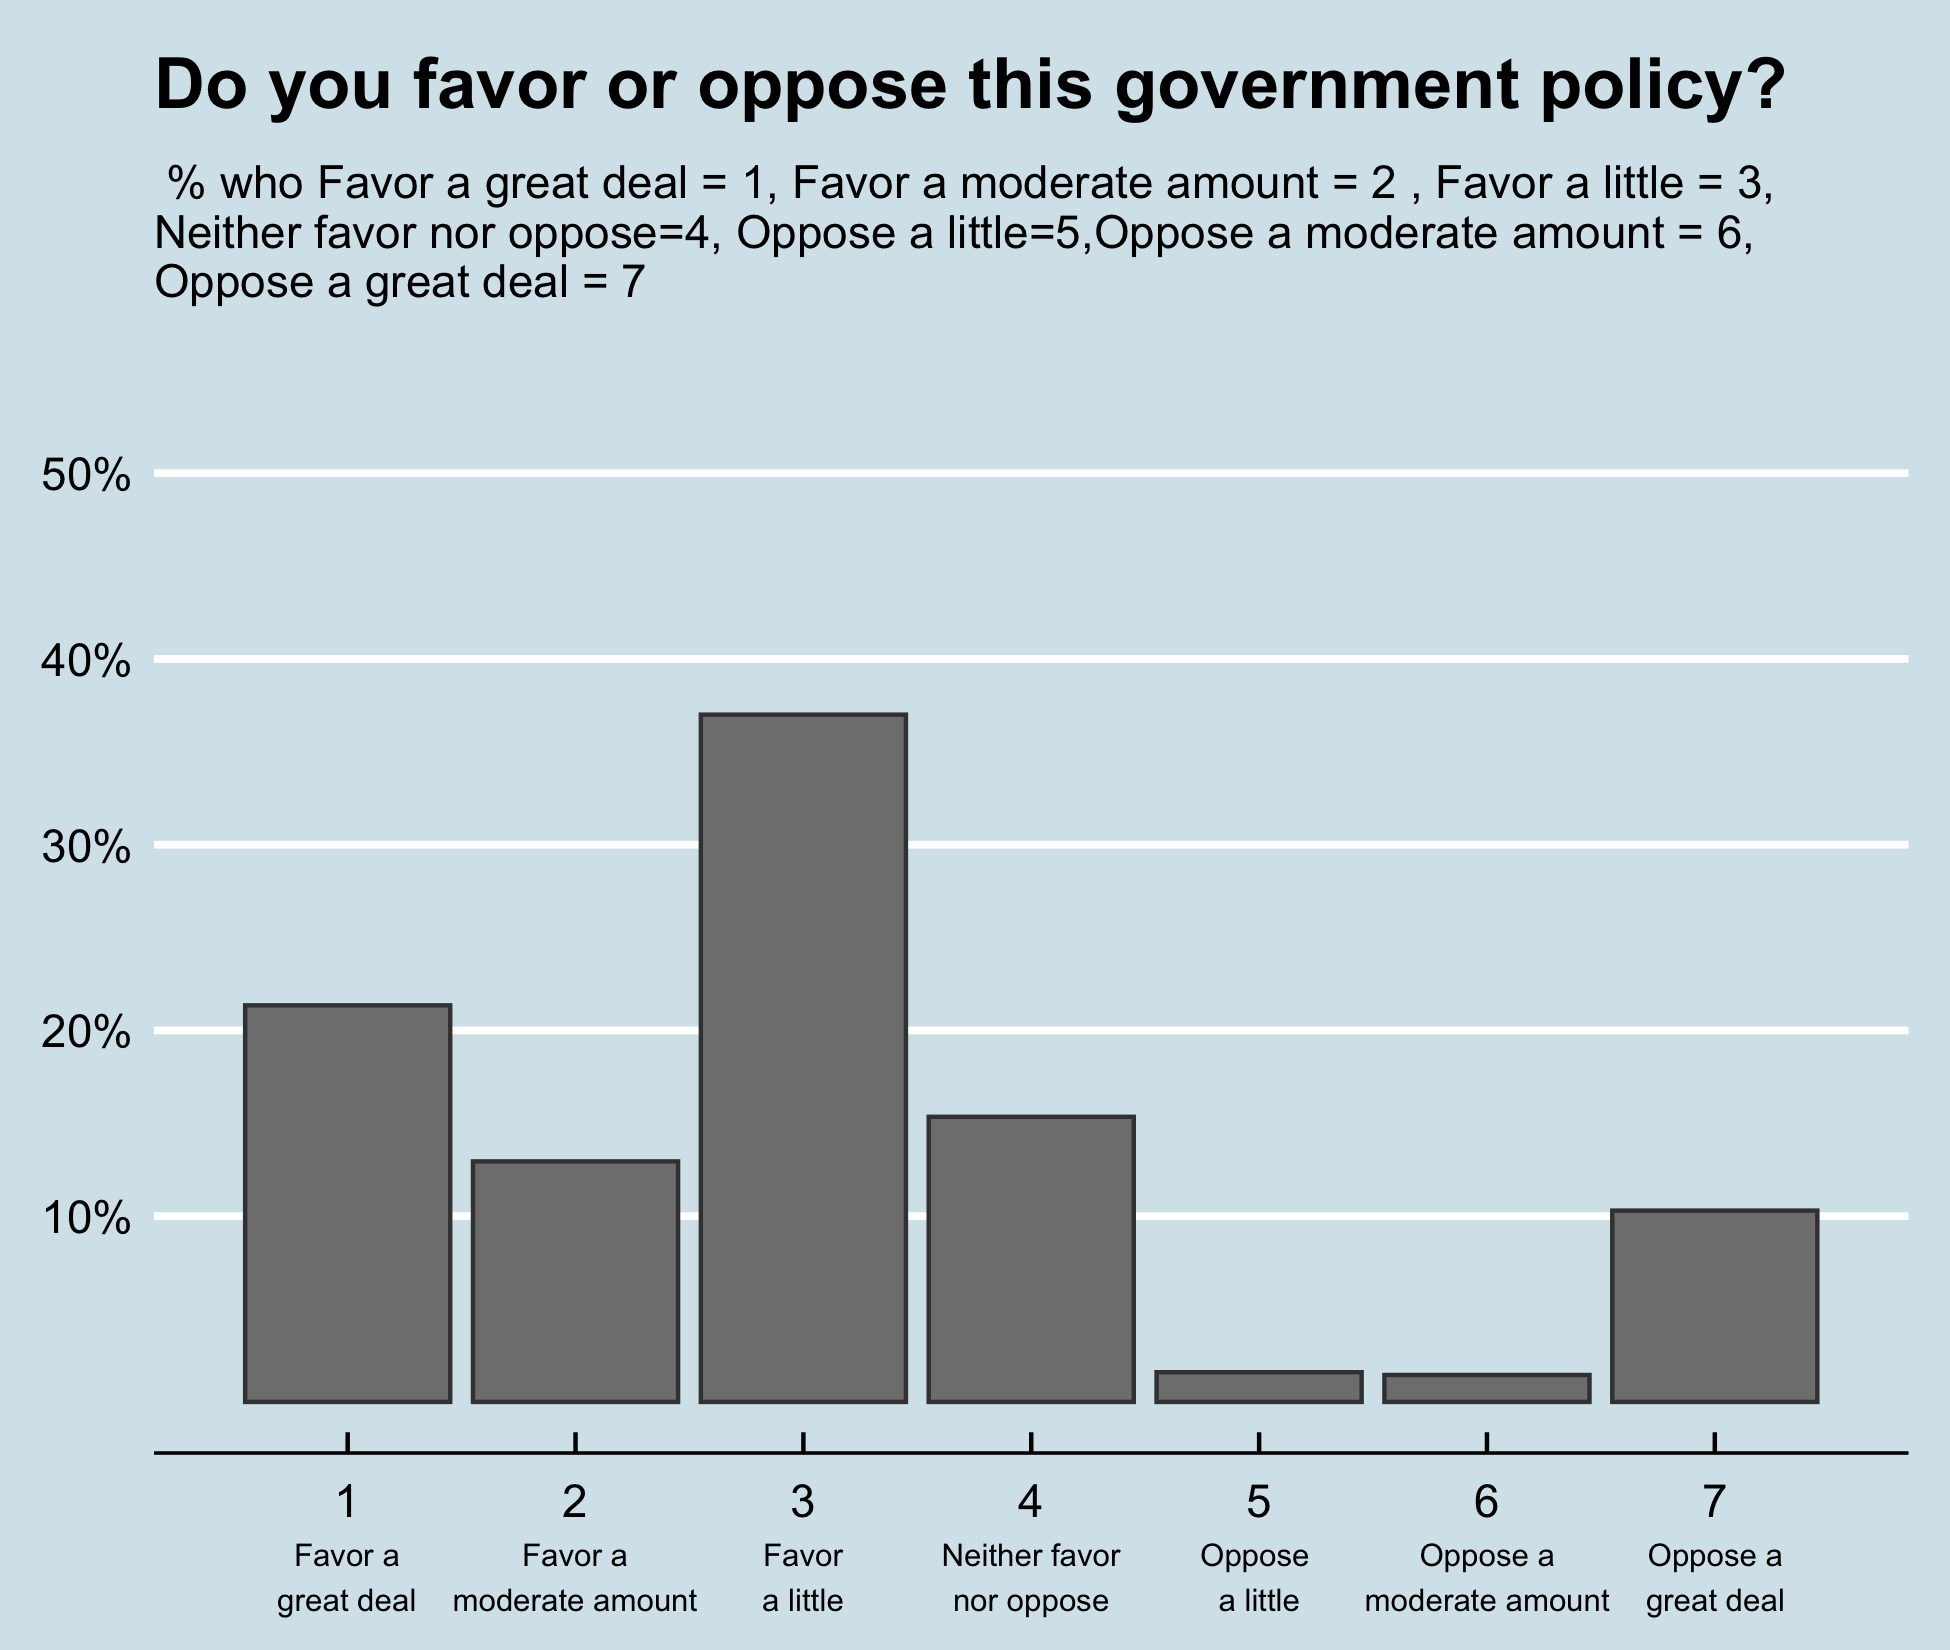 Do you favor or oppose this government policy?
% who Favor a great deal = 1, Favor a moderate amount = 2 , Favor a little = 3,
Neither favor nor oppose=4, Oppose a little=5,Oppose a moderate amount = 6,
Oppose a great deal = 7
50%
40%
30%
20%
10%
1 2 3 4 5 6 7
Favor a Favor a Favor Neither favor Oppose Oppose a Oppose a
great deal moderate amount a little nor oppose a little moderate amount great deal